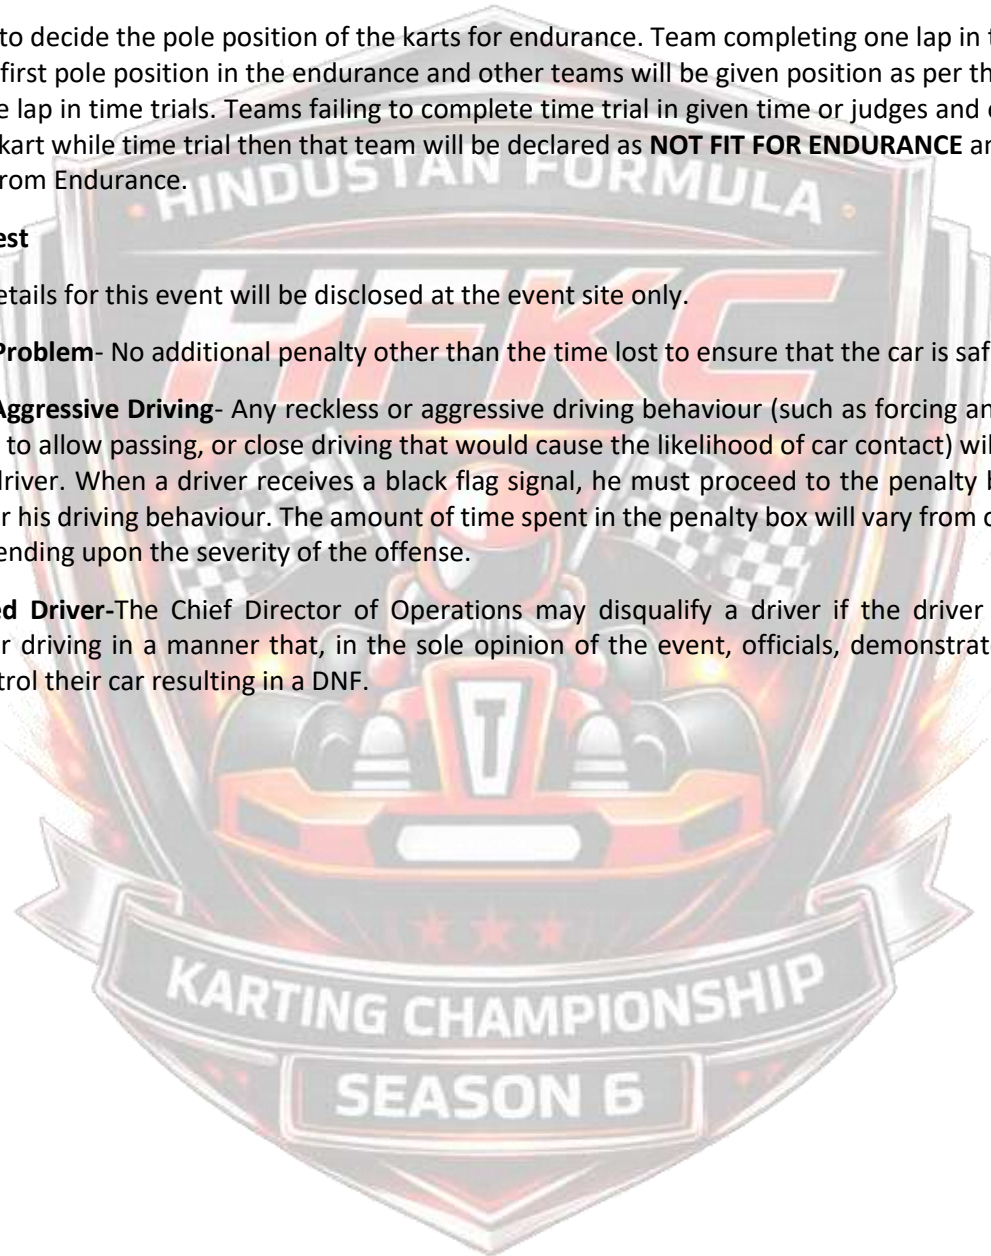 to decide the pole position of the karts for endurance. Team completing one lap in t
first pole position in the endurance and other teams will be given position as per th
e lap in time trials. Teams failing to complete time trial in given time or judges and
kart while time trial then that team will be declared as NOT FIT FOR ENDURANCE an
rom Endurance.
est
etails for this event will be disclosed at the event site only.
Problem- No additional penalty other than the time lost to ensure that the car is saf
Aggressive Driving- Any reckless or aggressive driving behaviour (such as forcing an
to allow passing, or close driving that would cause the likelihood of car contact) wil
driver. When a driver receives a black flag signal, he must proceed to the penalty b
r his driving behaviour. The amount of time spent in the penalty box will vary from
ending upon the severity of the offense.
ed Driver-The Chief Director of Operations may disqualify a driver if the driver
r driving in a manner that, in the sole opinion of the event, officials, demonstrate
trol their car resulting in a DNF.
HINDUSTAN FORMULA
HFKC
KARTING CHAMPIONSHIP
SEASON 6